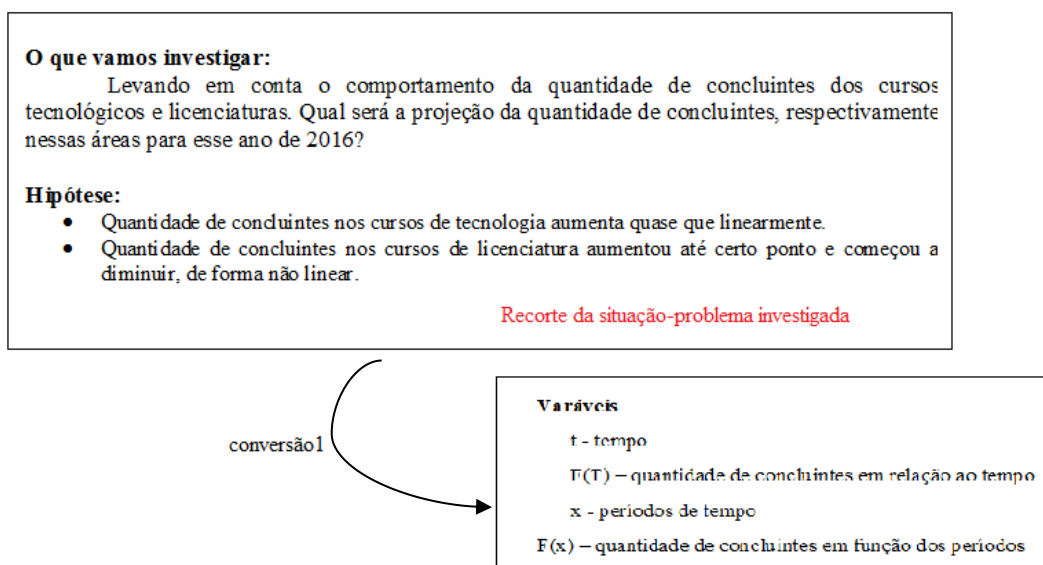 O que vamos investigar:
Levando em conta o comportamento da quantidade de concluintes dos cursos
tecnológicos e licenciaturas. Qual será a projeção da quantidade de concluintes, respectivamente
nessas áreas para esse ano de 2016?
Hipótese:
• Quantidade de concluintes nos cursos de tecnologia aumenta quase que linearmente.
• Quantidade de concluintes nos cursos de licenciatura aumentou até certo ponto e começou a
diminuir, de forma não linear.
Recorte da situação-problema investigada
conversão1
Varáveis
t - tempo
F(T) – quantidade de concluintes em relação ao tempo
x - períodos de tempo
F(x) – quantidade de concluintes em função dos períodos